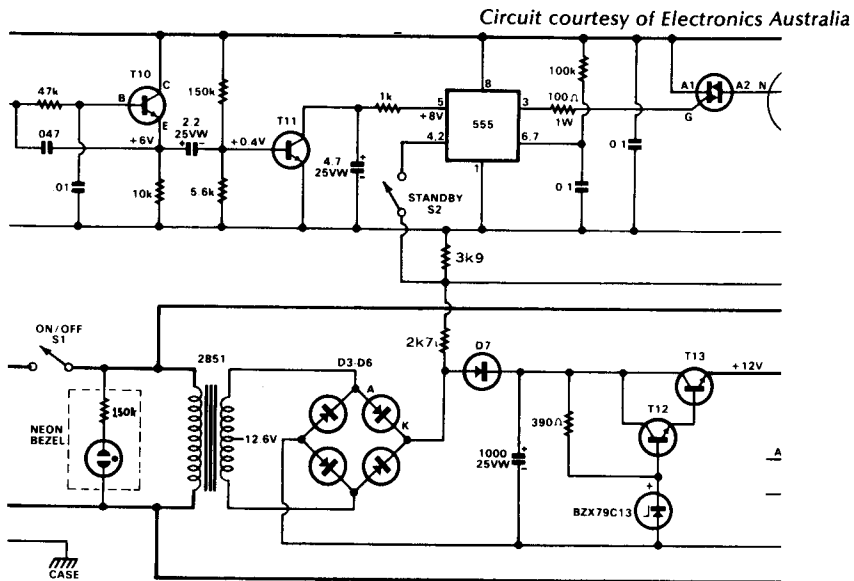 Circuit courtesy of Electronics Australia
47k
T10
C
B
E
150k
100k
A1
A2
N
G
8
1k
5
+8V
555
3
100Ω
1W
047
+6V
2.2
25VW
+0.4V
T11
4,2
6,7
1
0 1
.01
10k
5.6k
4.7
25VW
STANDBY
S2
0 1
3k9
ON/OFF
S1
2851
D3-D6
2k7
D7
T13
+12V
A
K
NEON
BEZEL
150k
12.6V
390Ω
T12
1000
25VW
A
BZX79C13
CASE